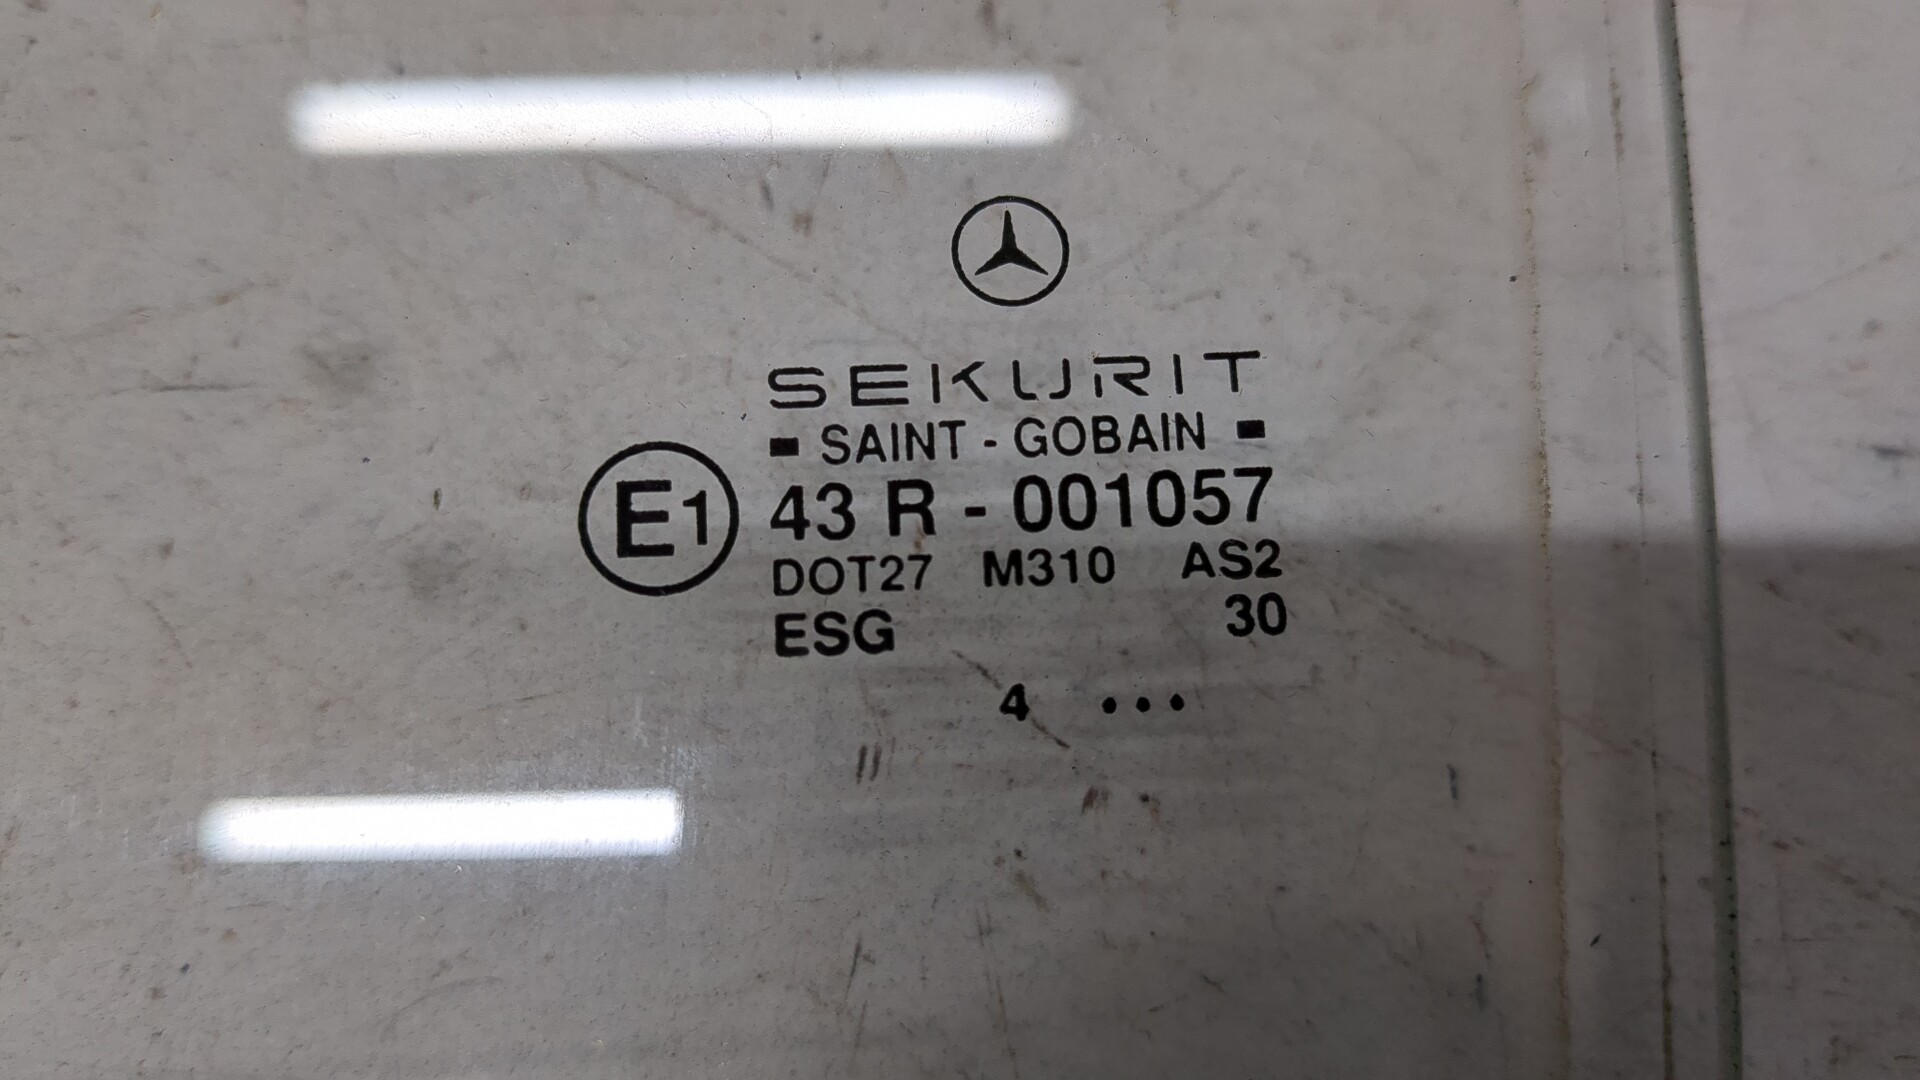 SEKURIT
SAINT - GOBAIN
E1 43 R - 001057
DOT27 M310 AS2
ESG 30
4 •••